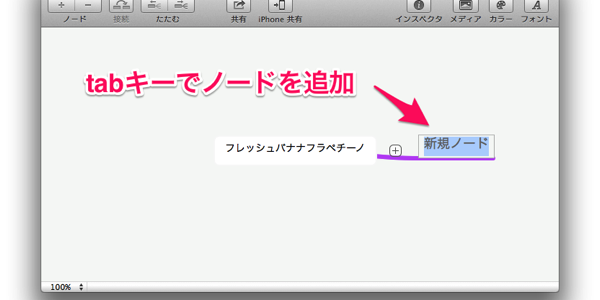 ノード 接続 たたむ 共有 iPhone 共有 インスペクタ メディア カラー フォント
tabキーでノードを追加
フレッシュバナナフラペチーノ
新規ノード
100%